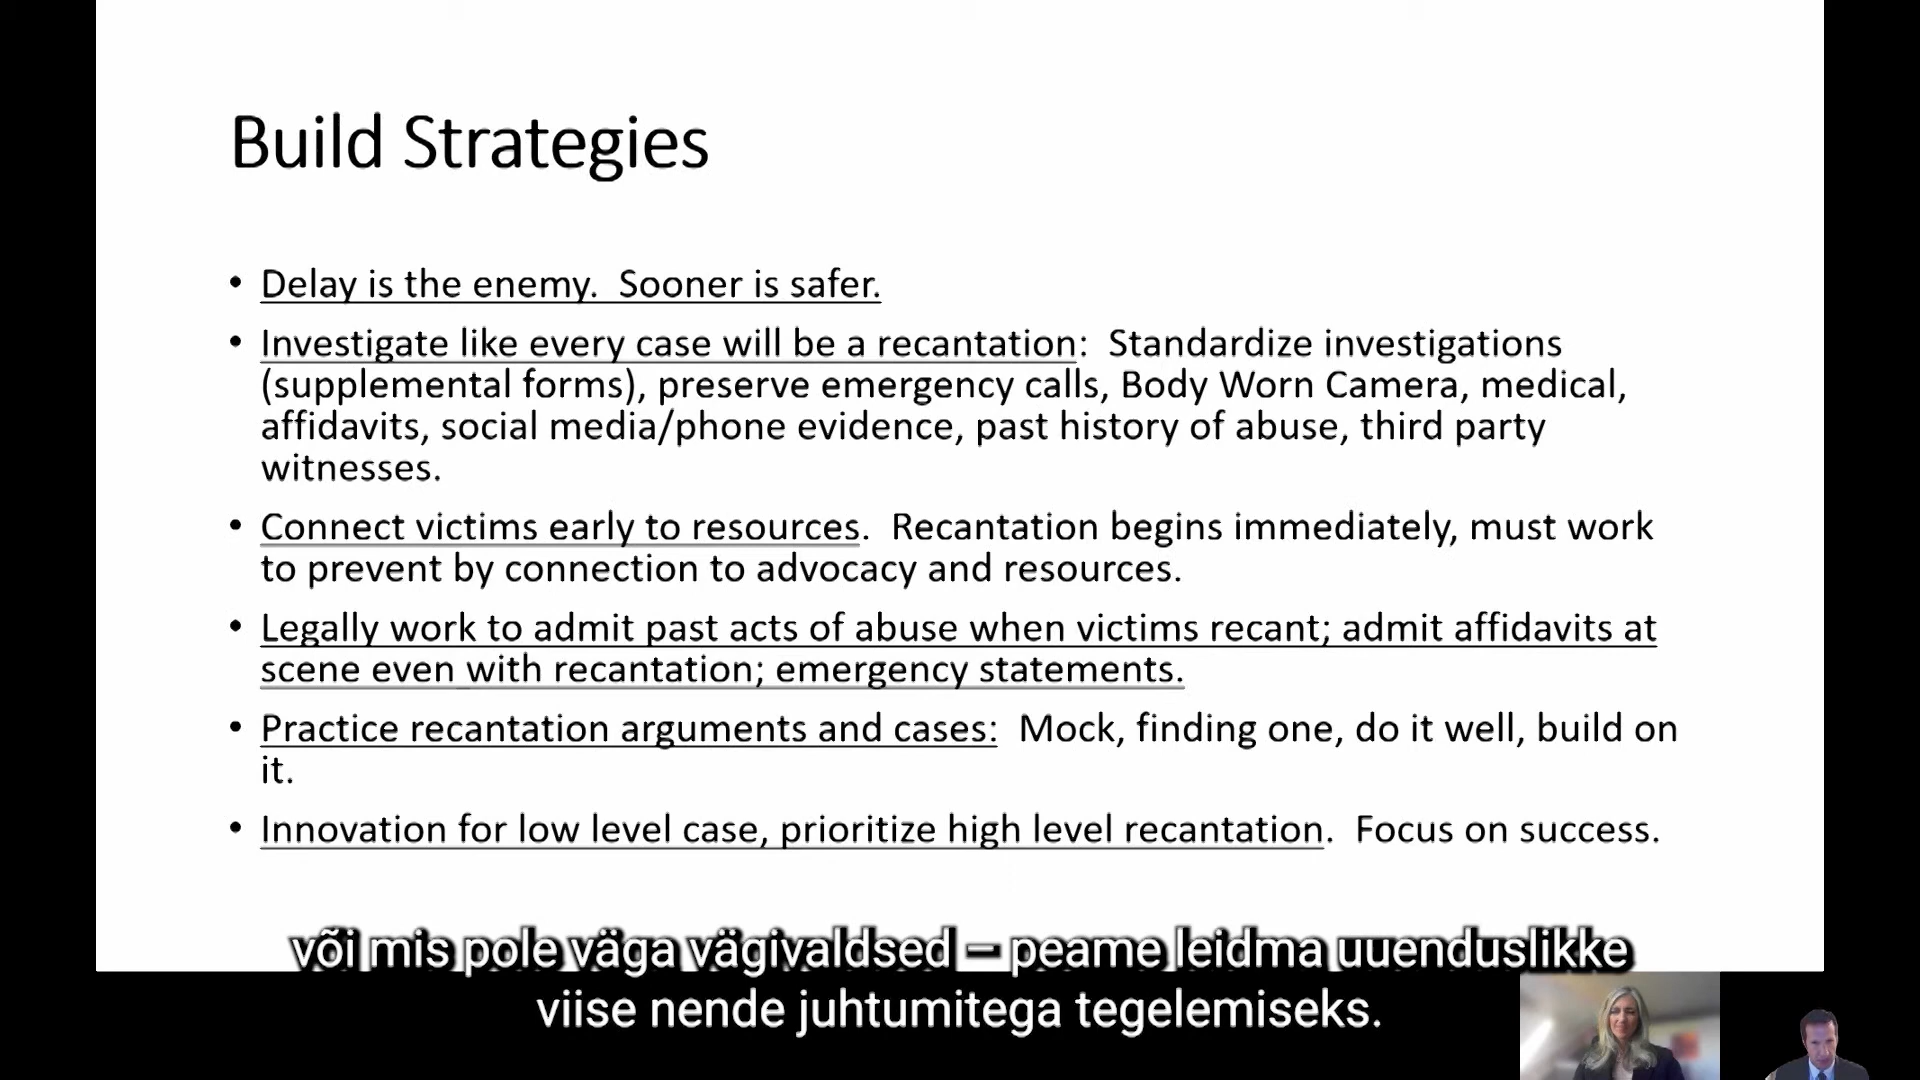 Build Strategies
• Delay is the enemy.  Sooner is safer.
• Investigate like every case will be a recantation:  Standardize investigations
(supplemental forms), preserve emergency calls, Body Worn Camera, medical,
affidavits, social media/phone evidence, past history of abuse, third party
witnesses.
• Connect victims early to resources.  Recantation begins immediately, must work
to prevent by connection to advocacy and resources.
• Legally work to admit past acts of abuse when victims recant; admit affidavits at
scene even with recantation; emergency statements.
• Practice recantation arguments and cases:  Mock, finding one, do it well, build on
it.
• Innovation for low level case, prioritize high level recantation.  Focus on success.
või mis pole väga vägivaldsed – peame leidma uuenduslikke
viise nende juhtumitega tegelemiseks.